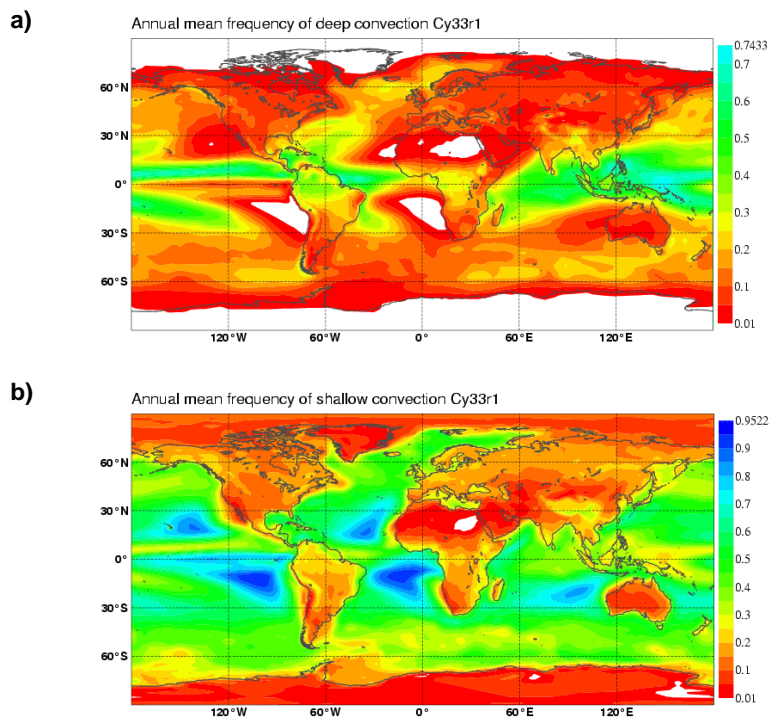 a)
Annual mean frequency of deep convection Cy33r1
0.7433
0.7
0.6
0.5
0.4
0.3
0.2
0.1
0.01
60°N
30°N
0°
30°S
60°S
120°W 60°W 0° 60°E 120°E
b)
Annual mean frequency of shallow convection Cy33r1
0.9522
0.9
0.8
0.7
0.6
0.5
0.4
0.3
0.2
0.1
0.01
60°N
30°N
0°
30°S
60°S
120°W 60°W 0° 60°E 120°E